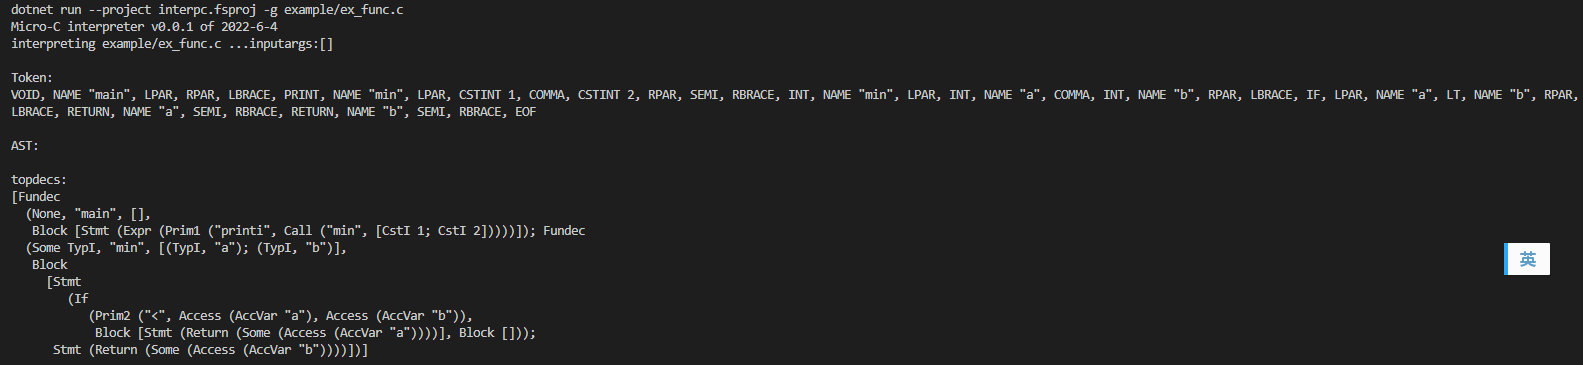 dotnet run --project interpc.fsproj -g example/ex_func.c
Micro-C interpreter v0.0.1 of 2022-6-4
interpreting example/ex_func.c ...inputargs:[]
Token:
VOID, NAME "main", LPAR, RPAR, LBRACE, PRINT, NAME "min", LPAR, CSTINT 1, COMMA, CSTINT 2, RPAR, SEMI, RBRACE, INT, NAME "min", LPAR, INT, NAME "a", COMMA, INT, NAME "b", RPAR, LBRACE, IF, LPAR, NAME "a", LT, NAME "b", RPAR,
LBRACE, RETURN, NAME "a", SEMI, RBRACE, RETURN, NAME "b", SEMI, RBRACE, EOF
AST:
topdecs:
[Fundec
  (None, "main", [],
   Block [Stmt (Expr (Prim1 ("printi", Call ("min", [CstI 1; CstI 2]))))]); Fundec
  (Some TypI, "min", [(TypI, "a"); (TypI, "b")],
   Block
     [Stmt
        (If
           (Prim2 ("<", Access (AccVar "a"), Access (AccVar "b")),
            Block [Stmt (Return (Some (Access (AccVar "a"))))], Block []));
      Stmt (Return (Some (Access (AccVar "b"))))])]
英